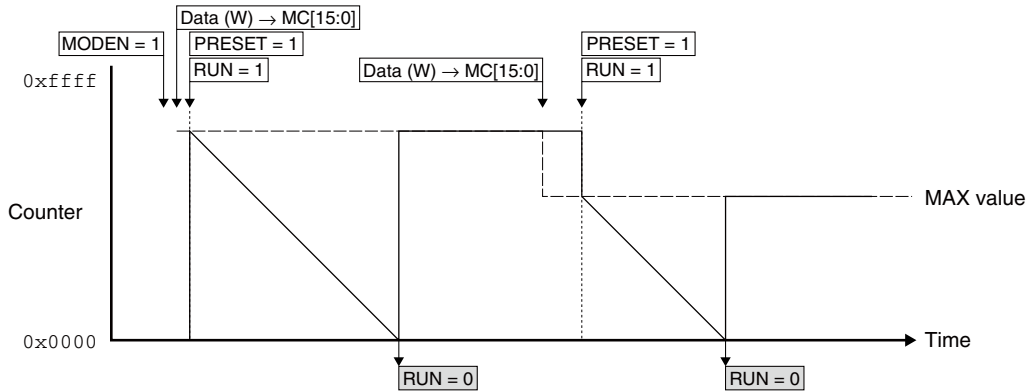 Data (W) → MC[15:0]
MODEN = 1
PRESET = 1
PRESET = 1
RUN = 1
Data (W) → MC[15:0]
RUN = 1
0xffff
Counter
MAX value
0x0000
Time
RUN = 0
RUN = 0